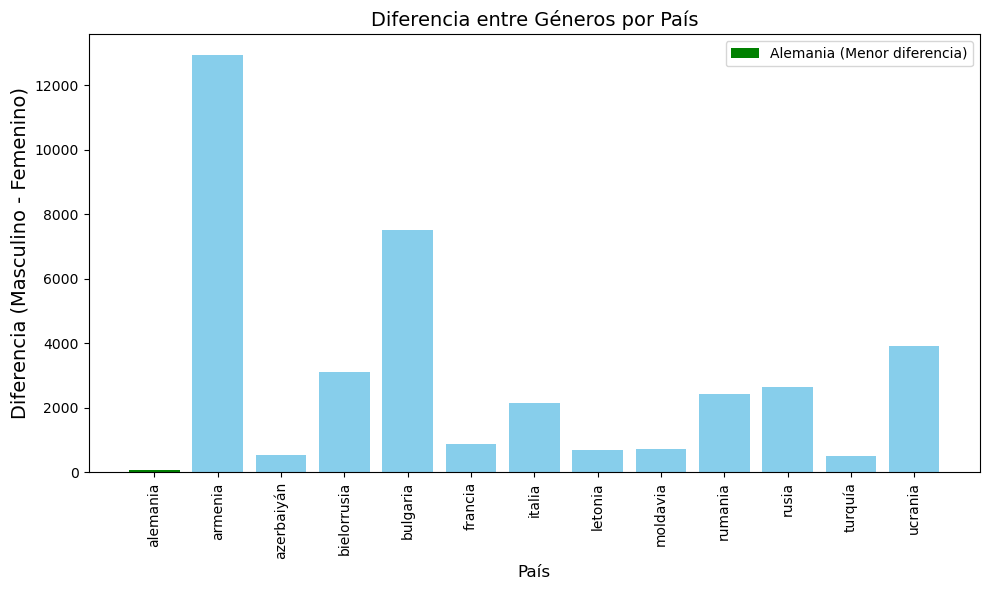 Diferencia entre Géneros por País
Alemania (Menor diferencia)
Diferencia (Masculino - Femenino)
12000
10000
8000
6000
4000
2000
0
alemania
armenia
azerbaiyán
bielorrusia
bulgaria
francia
italia
letonia
moldavia
rumania
rusia
turquía
ucrania
País